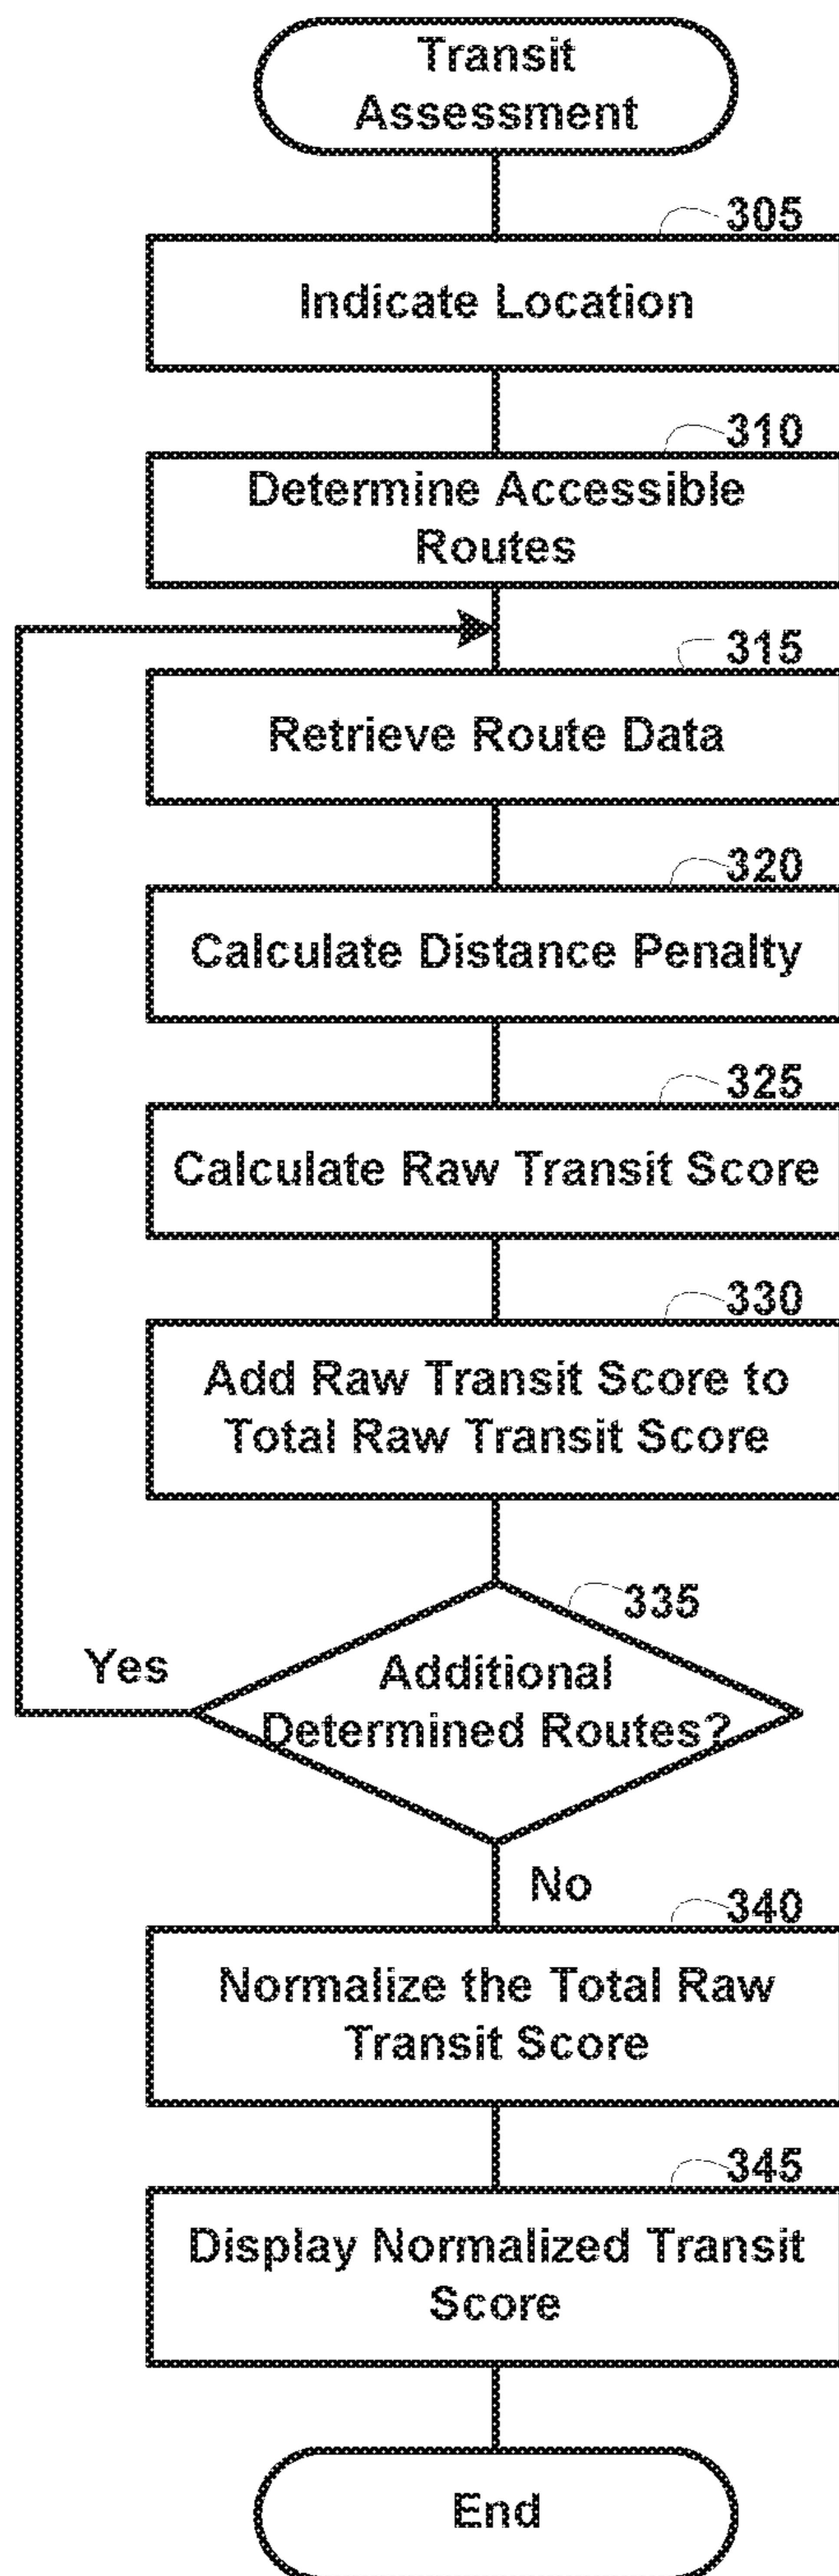 Transit
Assessment
305
Indicate Location
310
Determine Accessible
Routes
315
Retrieve Route Data
320
Calculate Distance Penalty
325
Calculate Raw Transit Score
330
Add Raw Transit Score to
Total Raw Transit Score
335
Yes
Additional
Determined Routes?
No
340
Normalize the Total Raw
Transit Score
345
Display Normalized Transit
Score
End